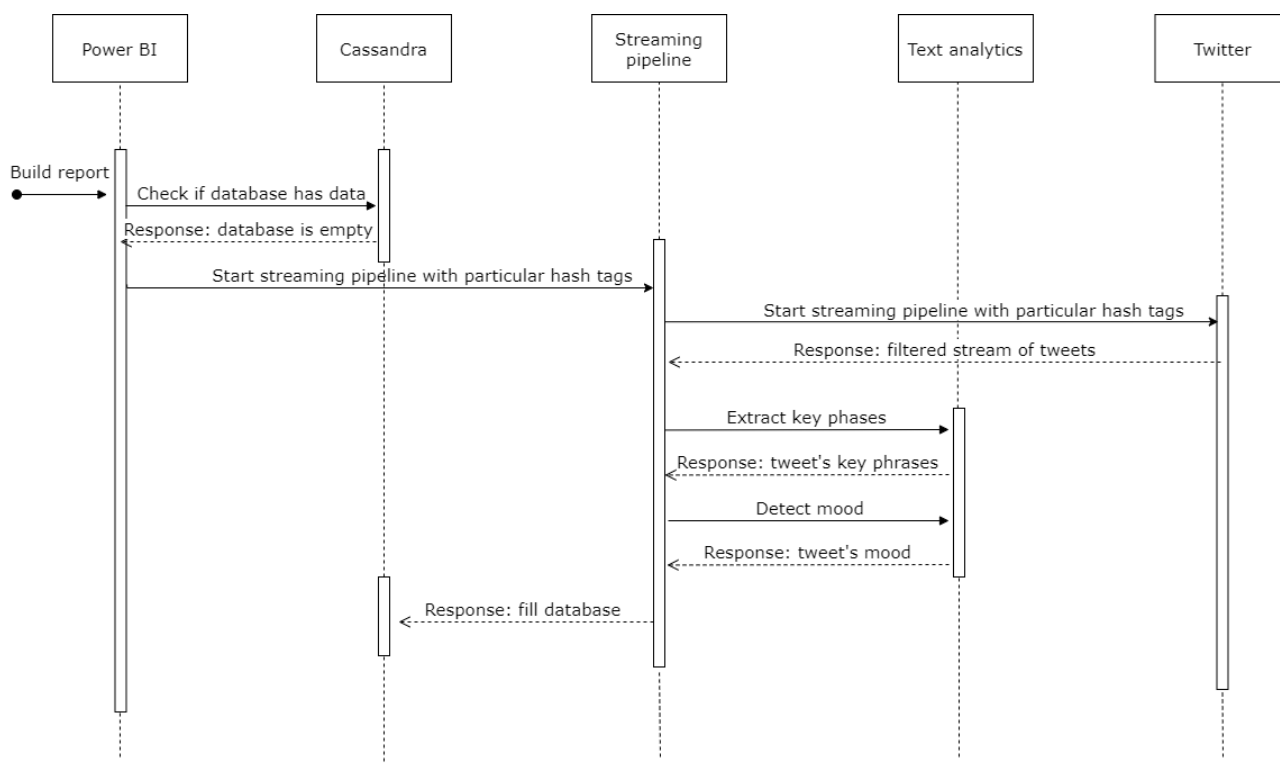 Power BI
Cassandra
Streaming
pipeline
Text analytics
Twitter
Build report
Check if database has data
Response: database is empty
Start streaming pipeline with particular hash tags
Start streaming pipeline with particular hash tags
Response: filtered stream of tweets
Extract key phases
Response: tweet's key phrases
Detect mood
Response: tweet's mood
Response: fill database